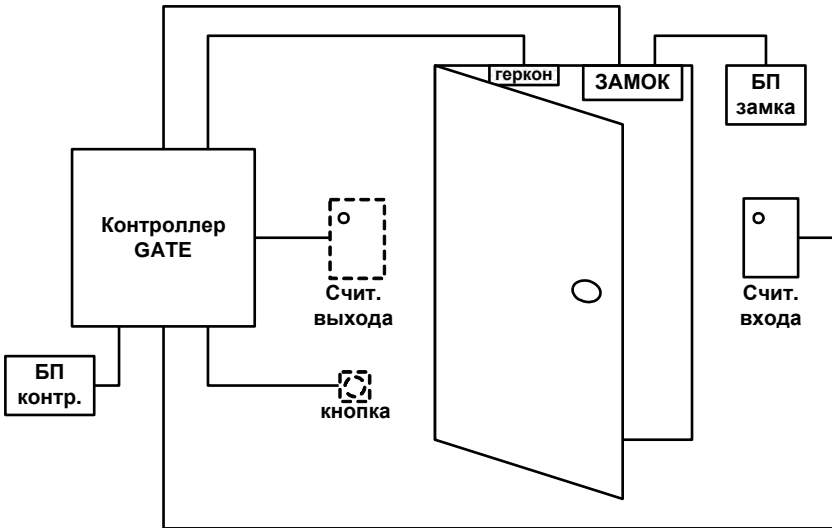 геркон
ЗАМОК
БП
замка
Контроллер
GATE
Счит.
выхода
Счит.
входа
БП
контр.
кнопка